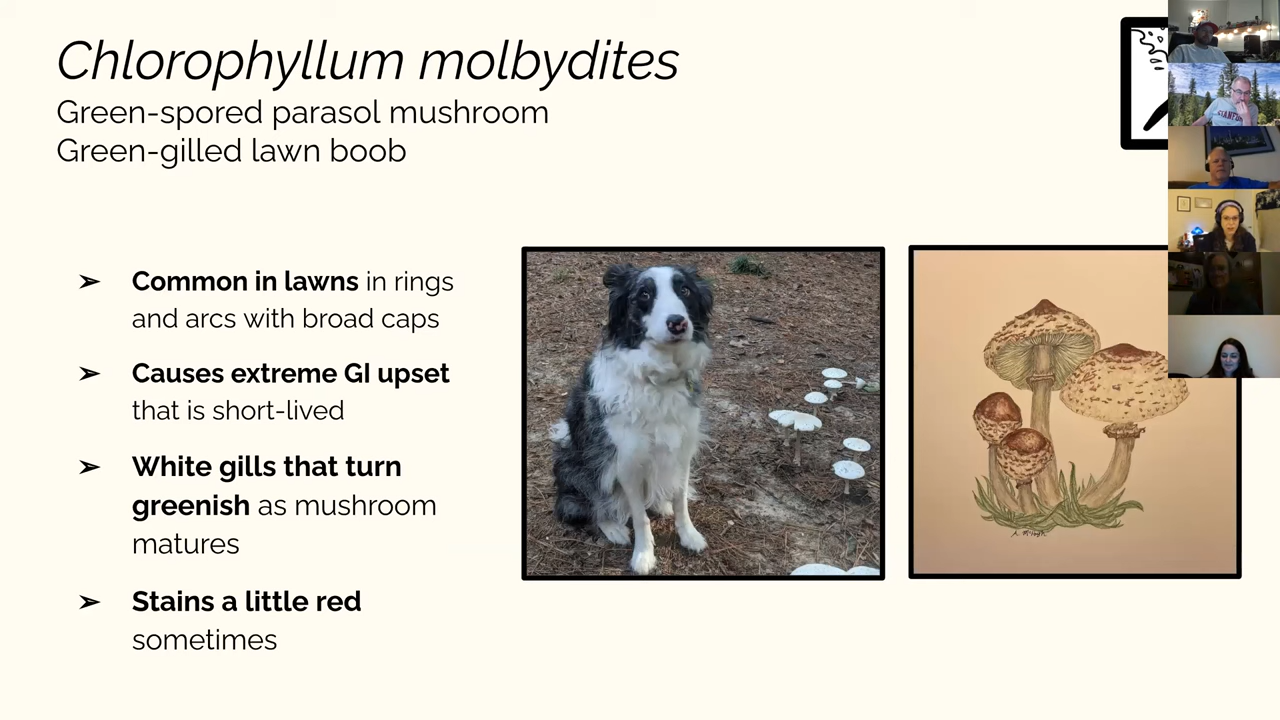 Chlorophyllum molbydites
Green-spored parasol mushroom
Green-gilled lawn boob
➢ Common in lawns in rings
and arcs with broad caps
➢ Causes extreme GI upset
that is short-lived
➢ White gills that turn
greenish as mushroom
matures
➢ Stains a little red
sometimes